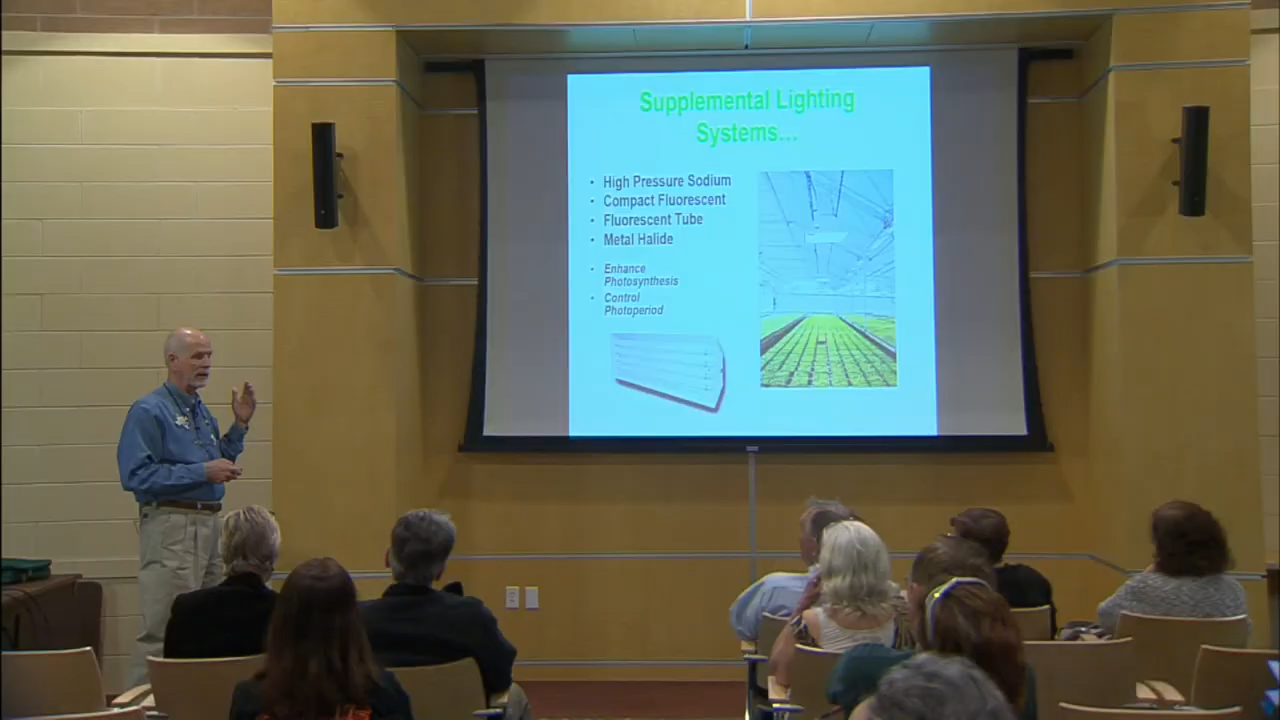 Supplemental Lighting
Systems...
• High Pressure Sodium
• Compact Fluorescent
• Fluorescent Tube
• Metal Halide
• Enhance
Photosynthesis
• Control
Photoperiod